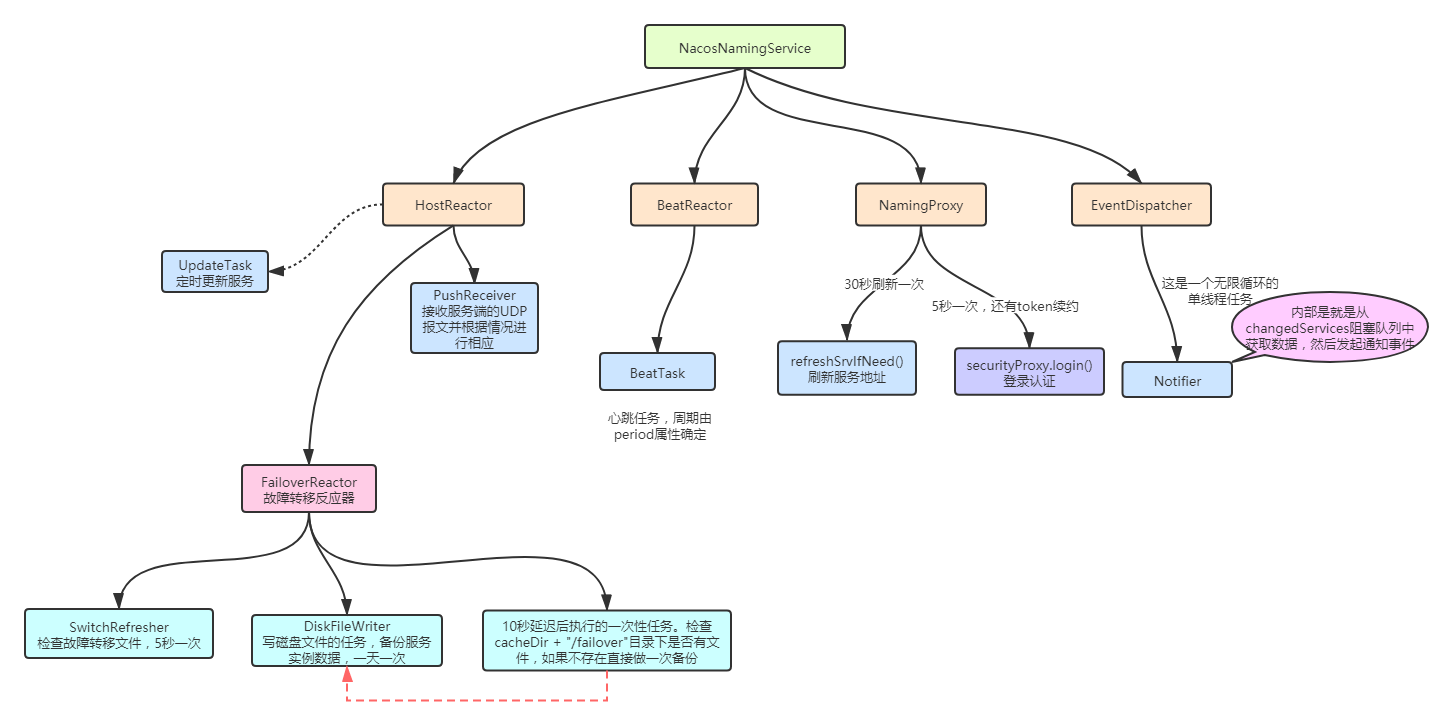 NacosNamingService
HostReactor
BeatReactor
NamingProxy
EventDispatcher
UpdateTask
定时更新服务
PushReceiver
接收服务端的UDP
报文并根据情况进
行相应
30秒刷新一次
5秒一次，还有token续约
这是一个无限循环的
单线程任务
内部是就是从
changedServices阻塞队列中
获取数据，然后发起通知事件
BeatTask
refreshSrvIfNeed()
刷新服务地址
securityProxy.login()
登录认证
Notifier
心跳任务，周期由
period属性确定
FailoverReactor
故障转移反应器
SwitchRefresher
检查故障转移文件，5秒一次
DiskFileWriter
写磁盘文件的任务，备份服务
实例数据，一天一次
10秒延迟后执行的一次性任务。检查
cacheDir + "/failover"目录下是否有文
件，如果不存在直接做一次备份